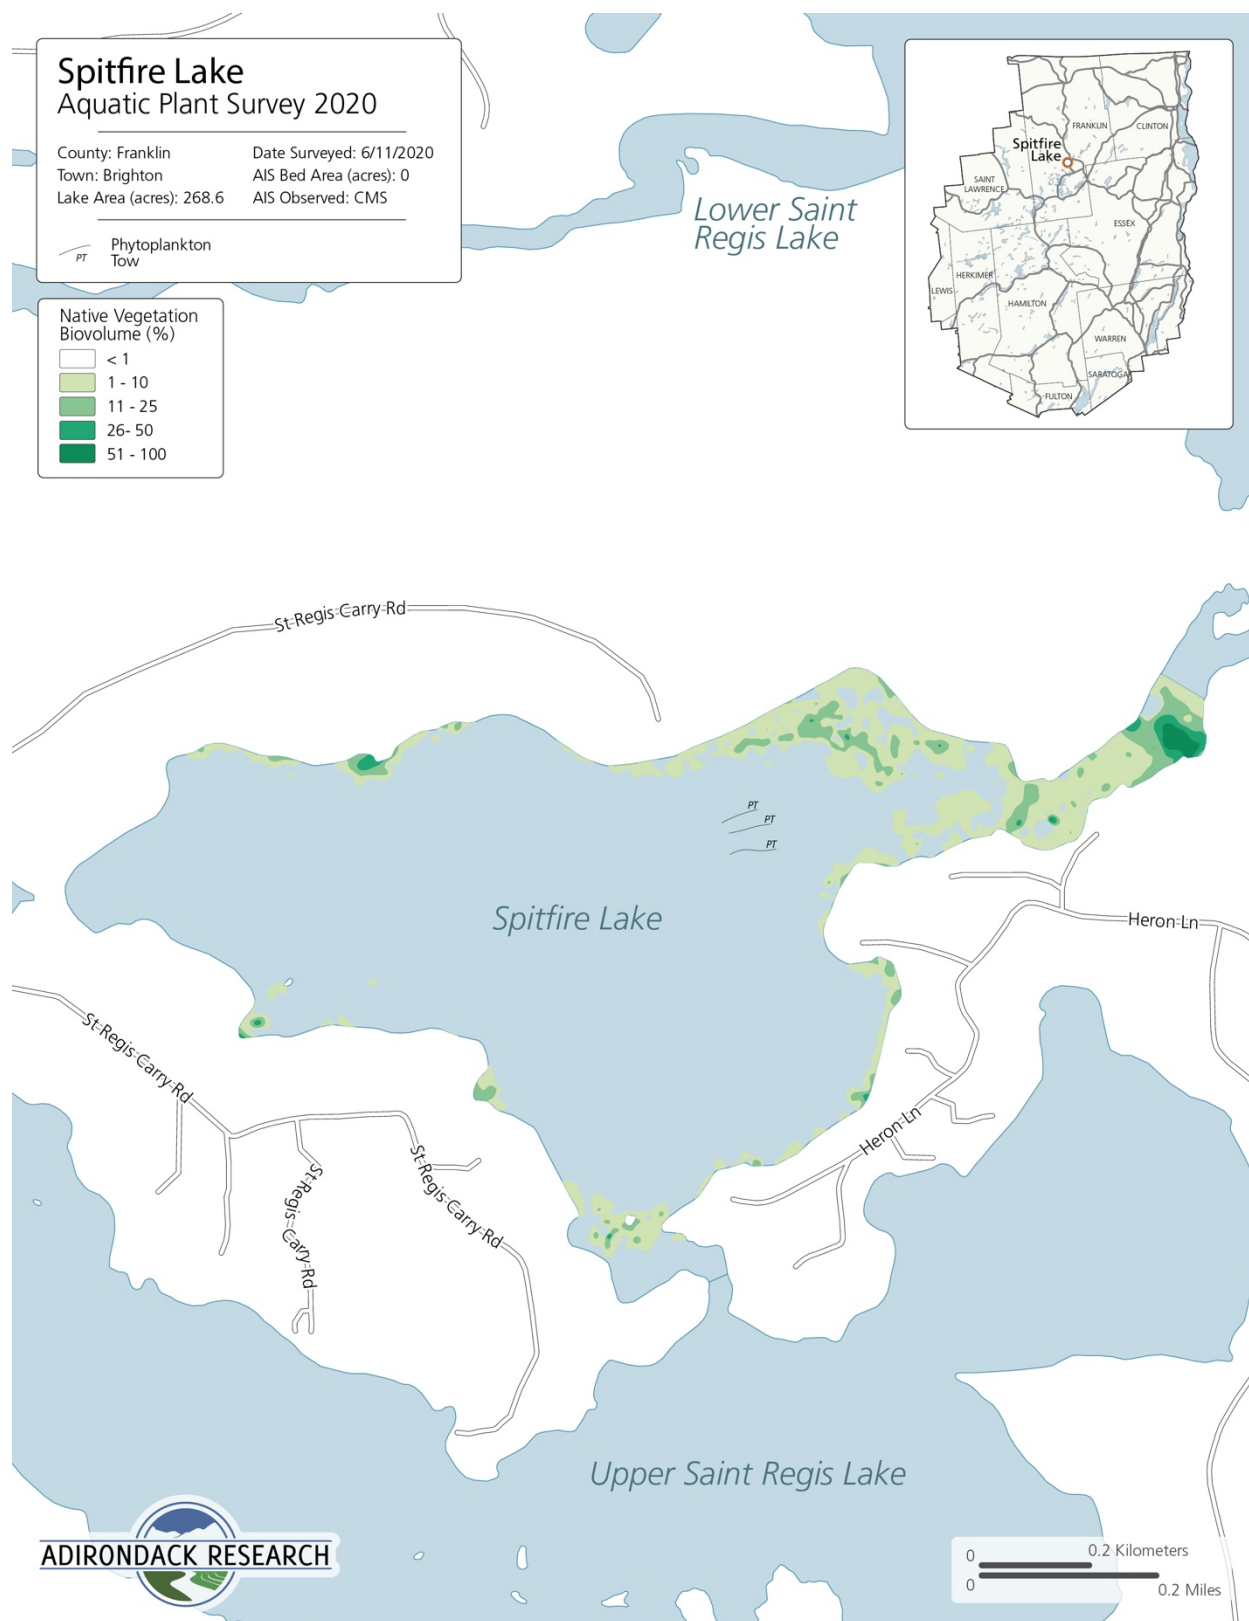 Spitfire Lake
Aquatic Plant Survey 2020
County: Franklin
Town: Brighton
Lake Area (acres): 268.6
Date Surveyed: 6/11/2020
AIS Bed Area (acres): 0
AIS Observed: CMS
PT
Phytoplankton
Tow
Native Vegetation
Biovolume (%)
< 1
1 - 10
11 - 25
26- 50
51 - 100
Lower Saint
Regis Lake
FRANKLIN
CLINTON
Spitfire
Lake
SAINT
LAWRENCE
ESSEX
HERKIMER
LEWIS
HAMILTON
WARREN
SARATOGA
FULTON
St Regis Carry Rd
PT
PT
PT
Spitfire Lake
Heron Ln
St Regis Carry Rd
Heron Ln
St Regis Carry Rd
St Regis Carry Rd
Upper Saint Regis Lake
ADIRONDACK RESEARCH
0
0.2 Kilometers
0
0.2 Miles